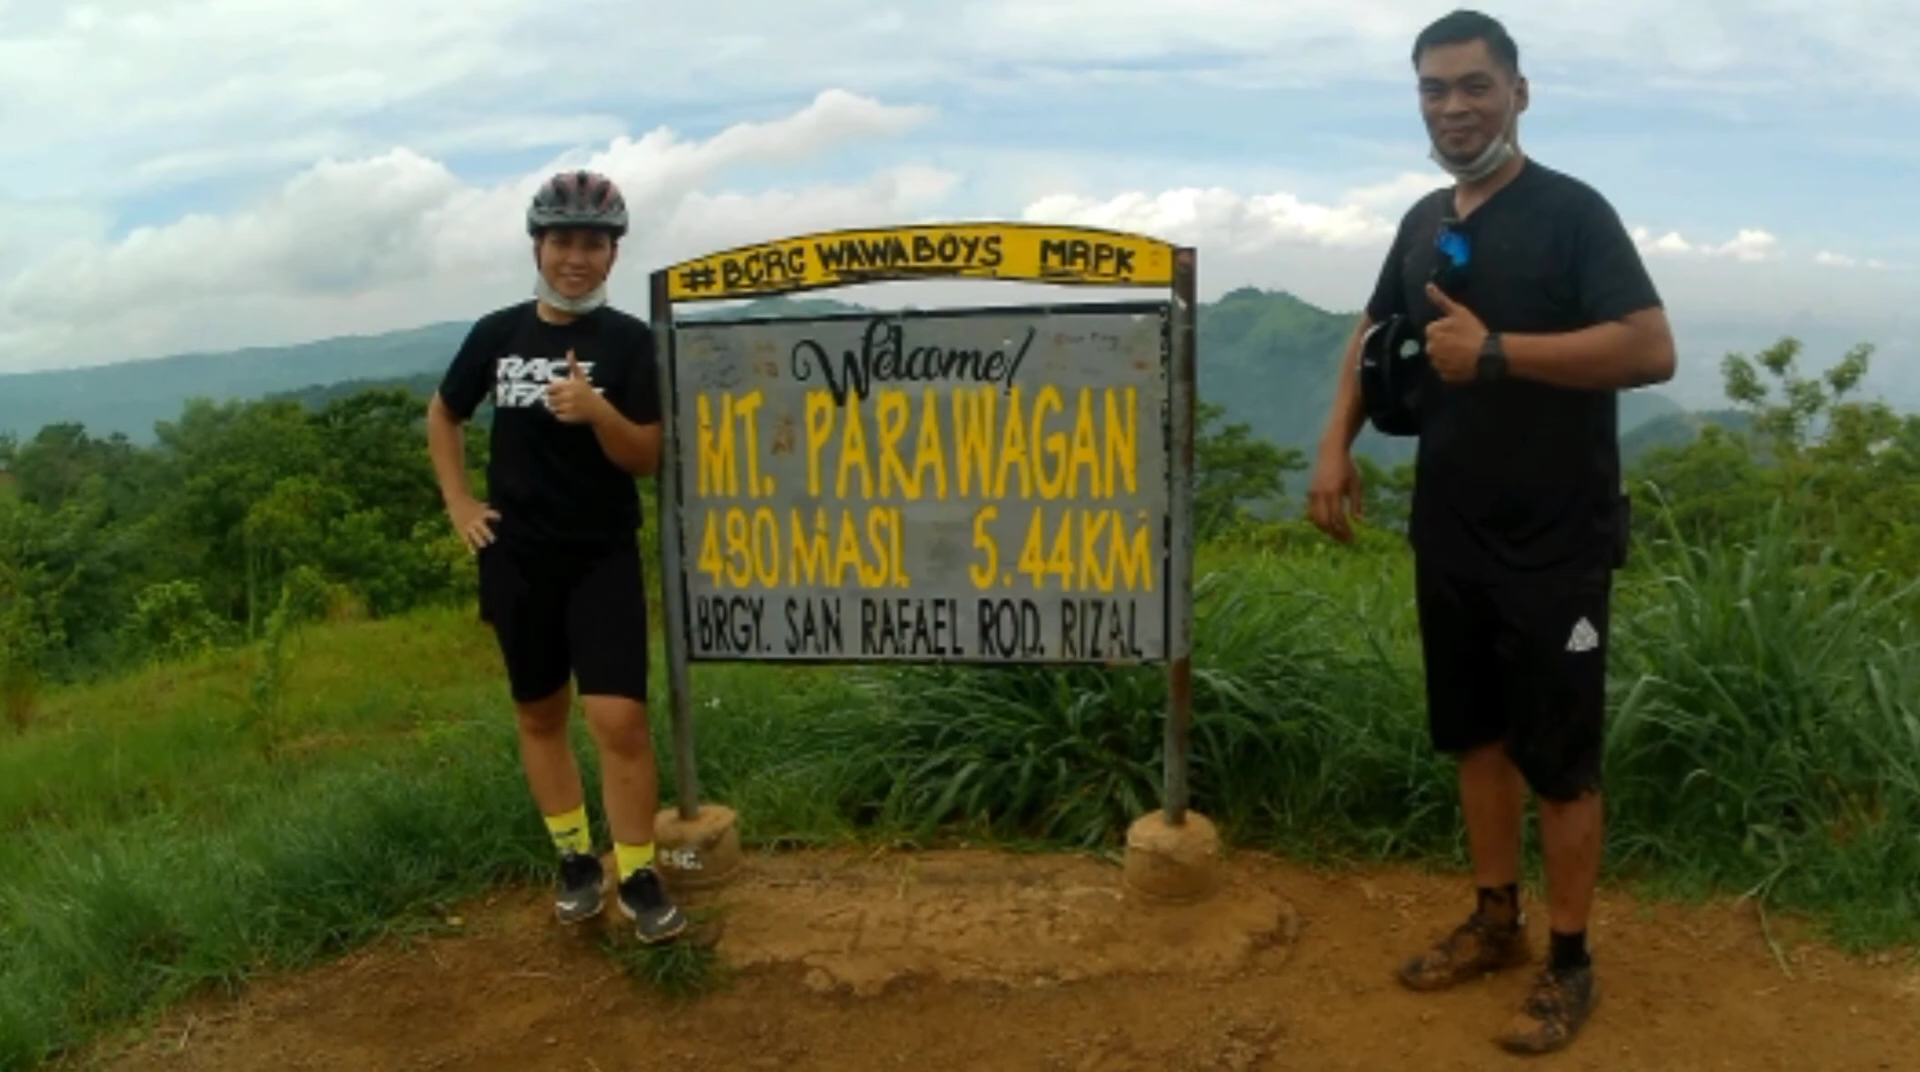 #BCRC WAWABOYS MAPK
Welcome!
MT. PARAWAGAN
480 MASL 5.44KM
BRGY. SAN RAFAEL ROD. RIZAL
RACE